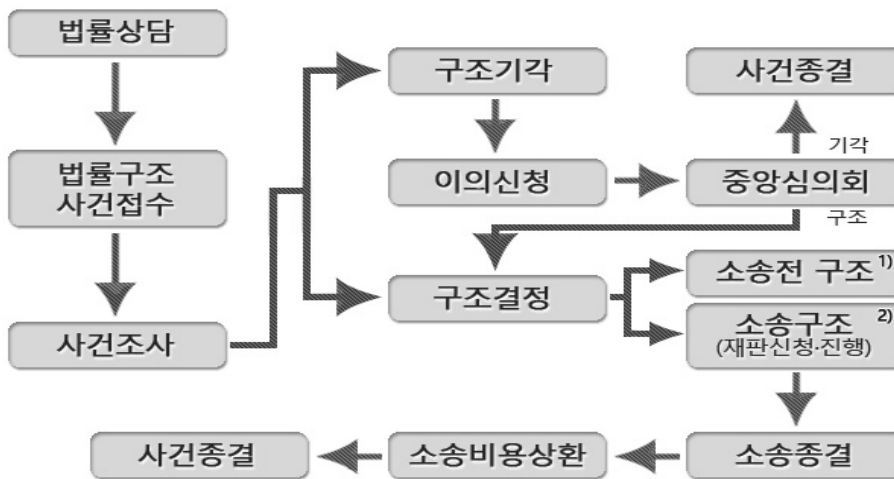 법률상담
구조기각
사건종결
기각
법률구조
사건접수
이의신청
중앙심의회
구조
구조결정
소송전 구조 1)
소송구조 2)
(재판신청·진행)
사건조사
사건종결
소송비용상환
소송종결